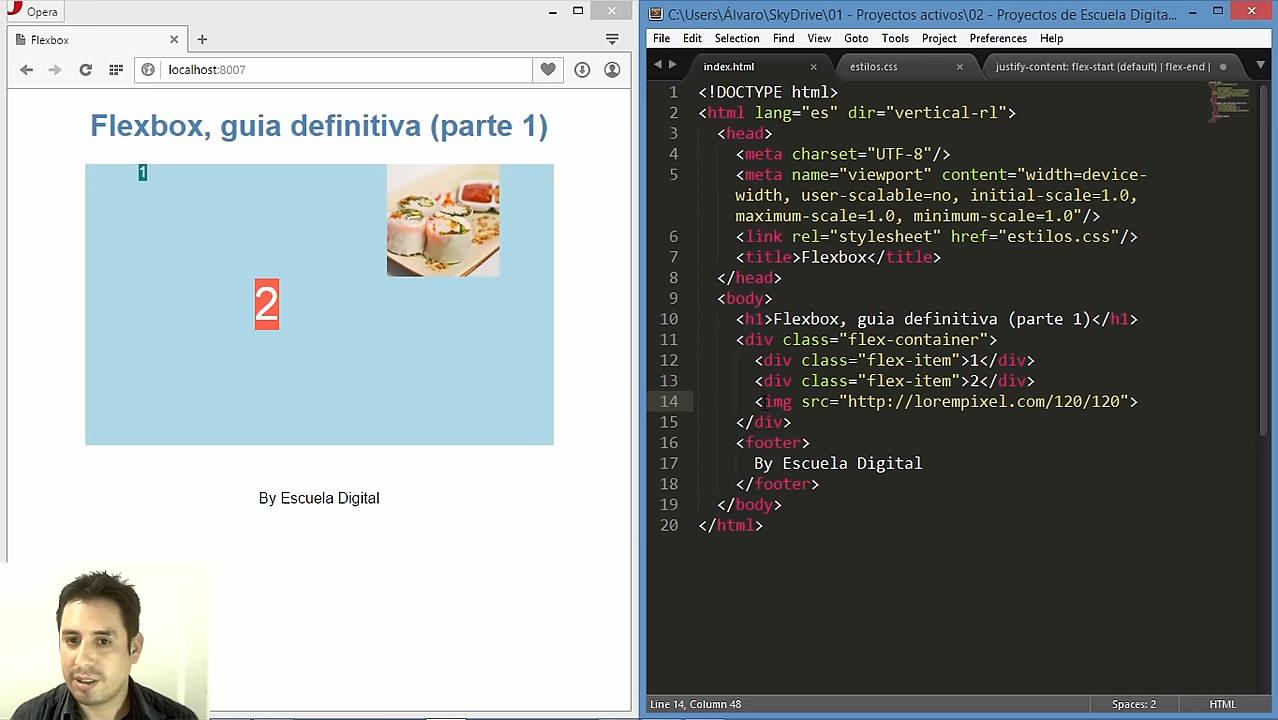 Opera
Flexbox
localhost:8007
Flexbox, guia definitiva (parte 1)
1
2
By Escuela Digital
C:\Users\Álvaro\SkyDrive\01 - Proyectos activos\02 - Proyectos de Escuela Digita...
File Edit Selection Find View Goto Tools Project Preferences Help
index.html estilos.css justify-content: flex-start (default) | flex-end |
1 <!DOCTYPE html>
2 <html lang="es" dir="vertical-rl">
3 <head>
4 <meta charset="UTF-8"/>
5 <meta name="viewport" content="width=device-
width, user-scalable=no, initial-scale=1.0,
maximum-scale=1.0, minimum-scale=1.0"/>
6 <link rel="stylesheet" href="estilos.css"/>
7 <title>Flexbox</title>
8 </head>
9 <body>
10 <h1>Flexbox, guia definitiva (parte 1)</h1>
11 <div class="flex-container">
12 <div class="flex-item">1</div>
13 <div class="flex-item">2</div>
14 <img src="http://lorempixel.com/120/120">
15 </div>
16 <footer>
17 By Escuela Digital
18 </footer>
19 </body>
20 </html>
Line 14, Column 48 Spaces: 2 HTML